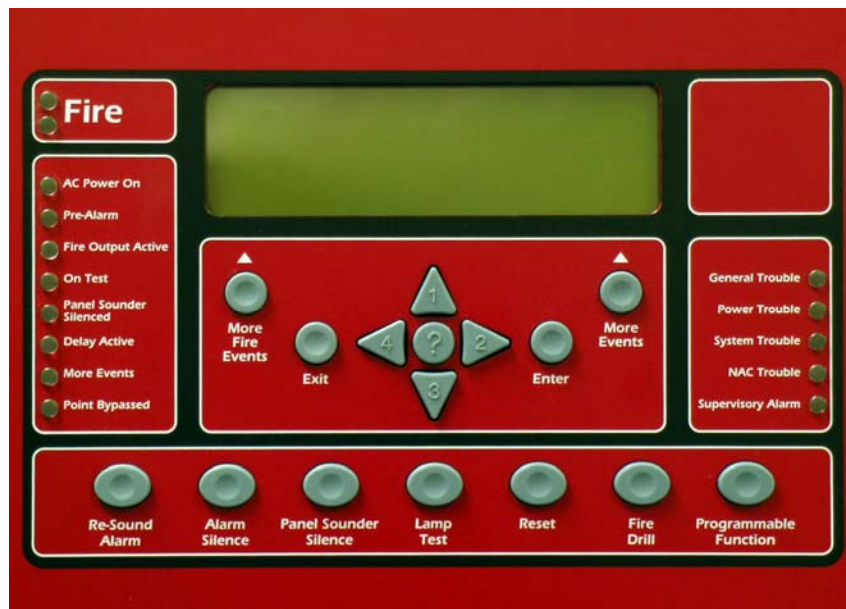 Fire
AC Power On
Pre-Alarm
Fire Output Active
On Test
Panel Sounder
Silenced
Delay Active
More Events
Point Bypassed
More
Fire
Events
Exit
1
4
?
2
3
Enter
More
Events
General Trouble
Power Trouble
System Trouble
NAC Trouble
Supervisory Alarm
Re-Sound
Alarm
Alarm
Silence
Panel Sounder
Silence
Lamp
Test
Reset
Fire
Drill
Programmable
Function